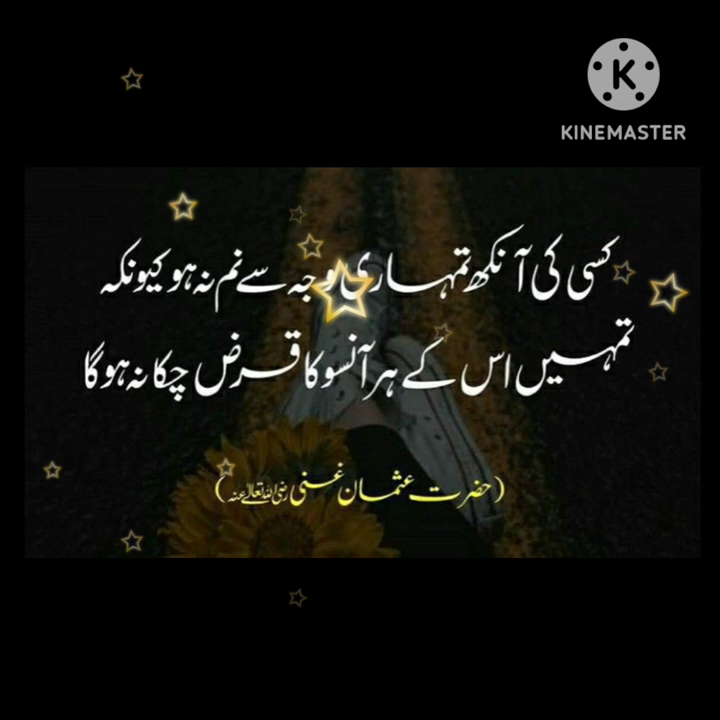 KINEMASTER
کسی کی آنکھ تمہاری وجہ سے نم نہ ہو کیونکہ
تمہیں اس کے ہر آنسو کا قرض چکانہ ہوگا
(حضرت عثمان غنی رضی اللہ تعالیٰ عنہ)